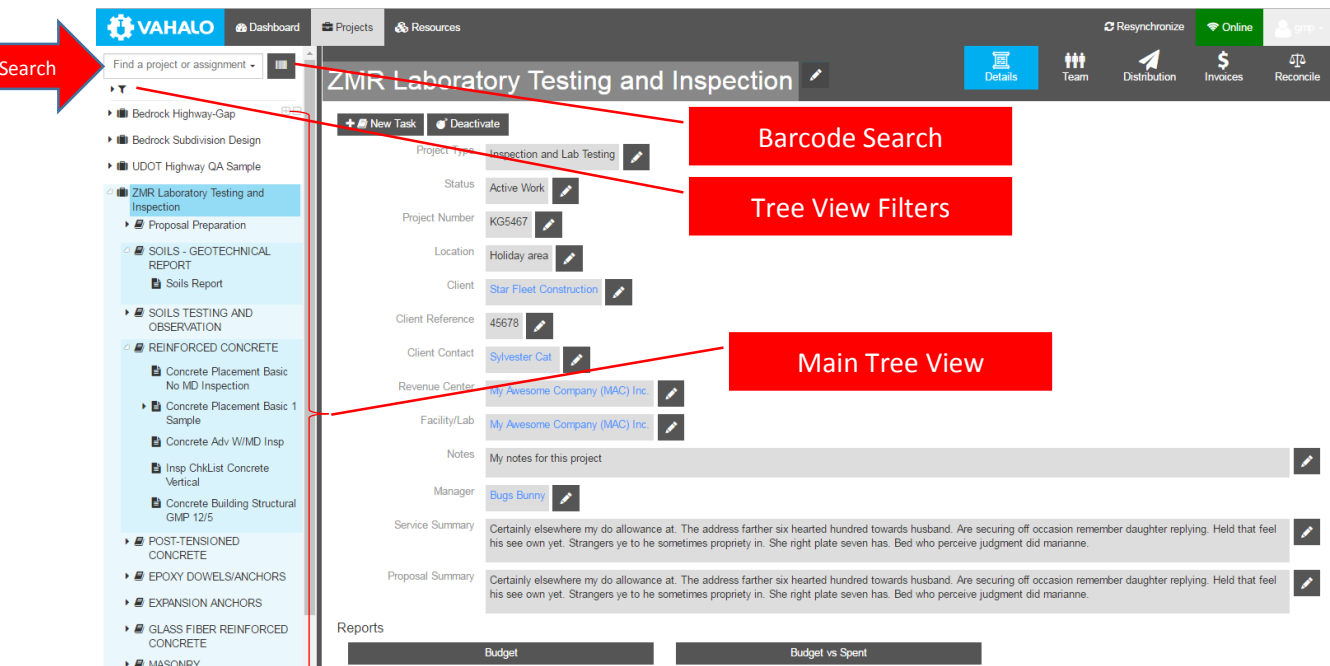 VAHALO
Dashboard
Projects
Resources
Resynchronize
Online
gmp
Search
Find a project or assignment
ZMR Laboratory Testing and Inspection
Details
Team
Distribution
Invoices
Reconcile
Bedrock Highway-Gap
Bedrock Subdivision Design
UDOT Highway QA Sample
ZMR Laboratory Testing and
Inspection
Proposal Preparation
SOILS - GEOTECHNICAL
REPORT
Soils Report
SOILS TESTING AND
OBSERVATION
REINFORCED CONCRETE
Concrete Placement Basic
No MD Inspection
Concrete Placement Basic 1
Sample
Concrete Adv W/MD Insp
Insp ChkList Concrete
Vertical
Concrete Building Structural
GMP 12/5
POST-TENSIONED
CONCRETE
EPOXY DOWELS/ANCHORS
EXPANSION ANCHORS
GLASS FIBER REINFORCED
CONCRETE
MASONRY
+ New Task
Deactivate
Barcode Search
Tree View Filters
Main Tree View
Project Type
Inspection and Lab Testing
Status
Active Work
Project Number
KG5467
Location
Holiday area
Client
Star Fleet Construction
Client Reference
45678
Client Contact
Sylvester Cat
Revenue Center
My Awesome Company (MAC) Inc.
Facility/Lab
My Awesome Company (MAC) Inc.
Notes
My notes for this project
Manager
Bugs Bunny
Service Summary
Certainly elsewhere my do allowance at. The address farther six hearted hundred towards husband. Are securing off occasion remember daughter replying. Held that feel
his see own yet. Strangers ye to he sometimes propriety in. She right plate seven has. Bed who perceive judgment did marianne.
Proposal Summary
Certainly elsewhere my do allowance at. The address farther six hearted hundred towards husband. Are securing off occasion remember daughter replying. Held that feel
his see own yet. Strangers ye to he sometimes propriety in. She right plate seven has. Bed who perceive judgment did marianne.
Reports
Budget
Budget vs Spent